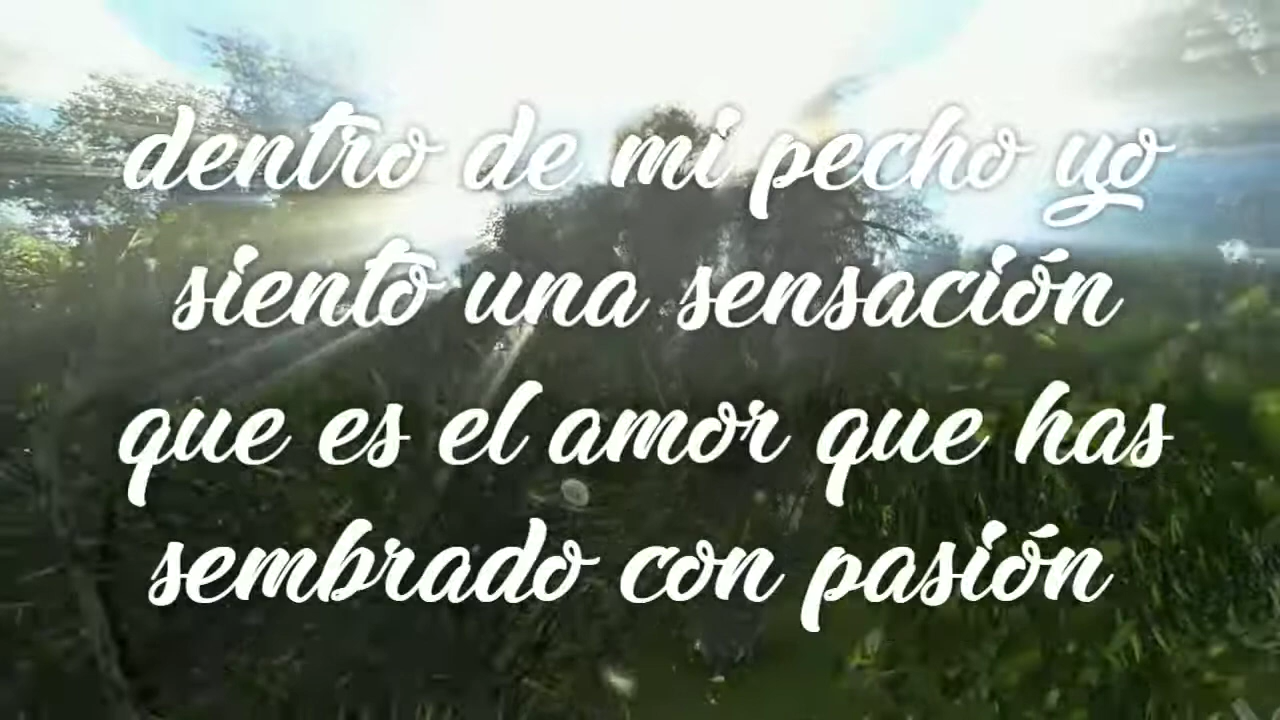 dentro de mi pecho yo
siento una sensación
que es el amor que has
sembrado con pasión